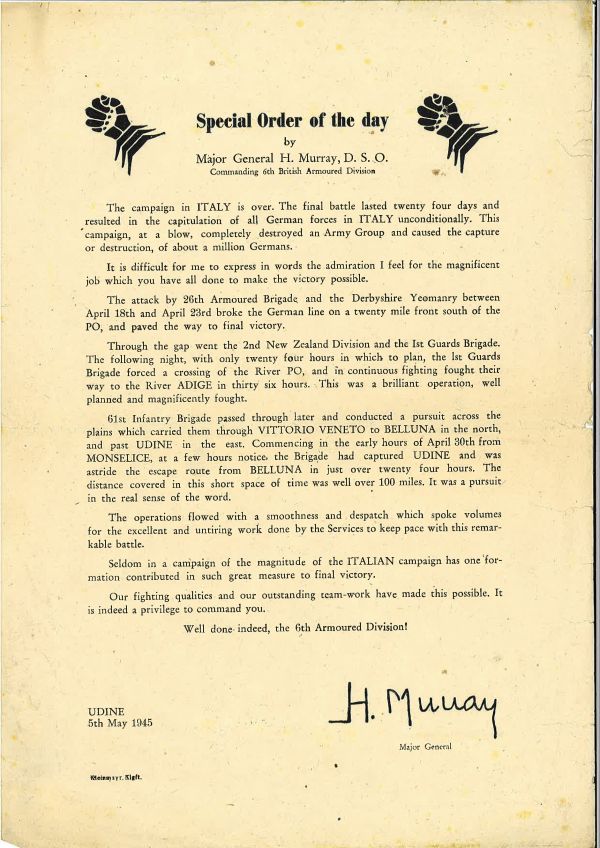 Special Order of the day
by
Major General H. Murray, D. S. O.
Commanding 6th British Armoured Division
The campaign in ITALY is over. The final battle lasted twenty four days and
resulted in the capitulation of all German forces in ITALY unconditionally. This
campaign, at a blow, completely destroyed an Army Group and caused the capture
or destruction, of about a million Germans.
It is difficult for me to express in words the admiration I feel for the magnificent
job which you have all done to make the victory possible.
The attack by 26th Armoured Brigade and the Derbyshire Yeomanry between
April 18th and April 23rd broke the German line on a twenty mile front south of the
PO, and paved the way to final victory.
Through the gap went the 2nd New Zealand Division and the Ist Guards Brigade.
The following night, with only twenty four hours in which to plan, the lst Guards
Brigade forced a crossing of the River PO, and in continuous fighting fought their
way to the River ADIGE in thirty six hours. This was a brilliant operation, well
planned and magnificently fought.
61st Infantry Brigade passed through later and conducted a pursuit across the
plains which carried them through VITTORIO VENETO to BELLUNA in the north,
and past UDINE in the east. Commencing in the early hours of April 30th from
MONSELICE, at a few hours notice, the Brigade had captured UDINE and was
astride the escape route from BELLUNA in just over twenty four hours. The
distance covered in this short space of time was well over 100 miles. It was a pursuit
in the real sense of the word.
The operations flowed with a smoothness and despatch which spoke volumes
for the excellent and untiring work done by the Services to keep pace with this remar-
kable battle.
Seldom in a campaign of the magnitude of the ITALIAN campaign has one for-
mation contributed in such great measure to final victory.
Our fighting qualities and our outstanding team-work have made this possible. It
is indeed a privilege to command you.
Well done indeed, the 6th Armoured Division!
H. Murray
UDINE
5th May 1945
Major General
Kleinmayr, Klgft.